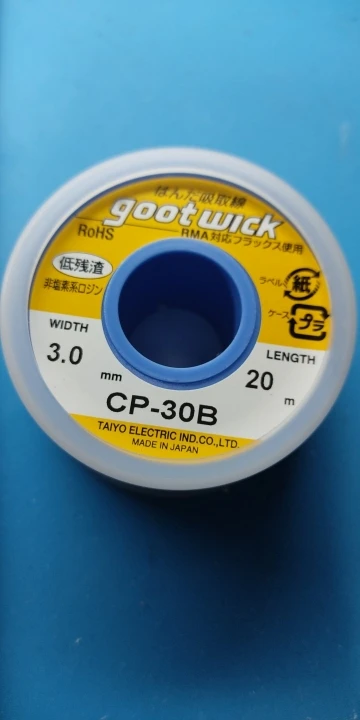 はんだ吸取線
goot wick
RoHS
RMA対応フラックス使用
低残渣
非塩素系ロジン
ラベル
紙
ケース
プラ
WIDTH
3.0 mm
LENGTH
20 m
CP-30B
TAIYO ELECTRIC IND.CO.,LTD.
MADE IN JAPAN